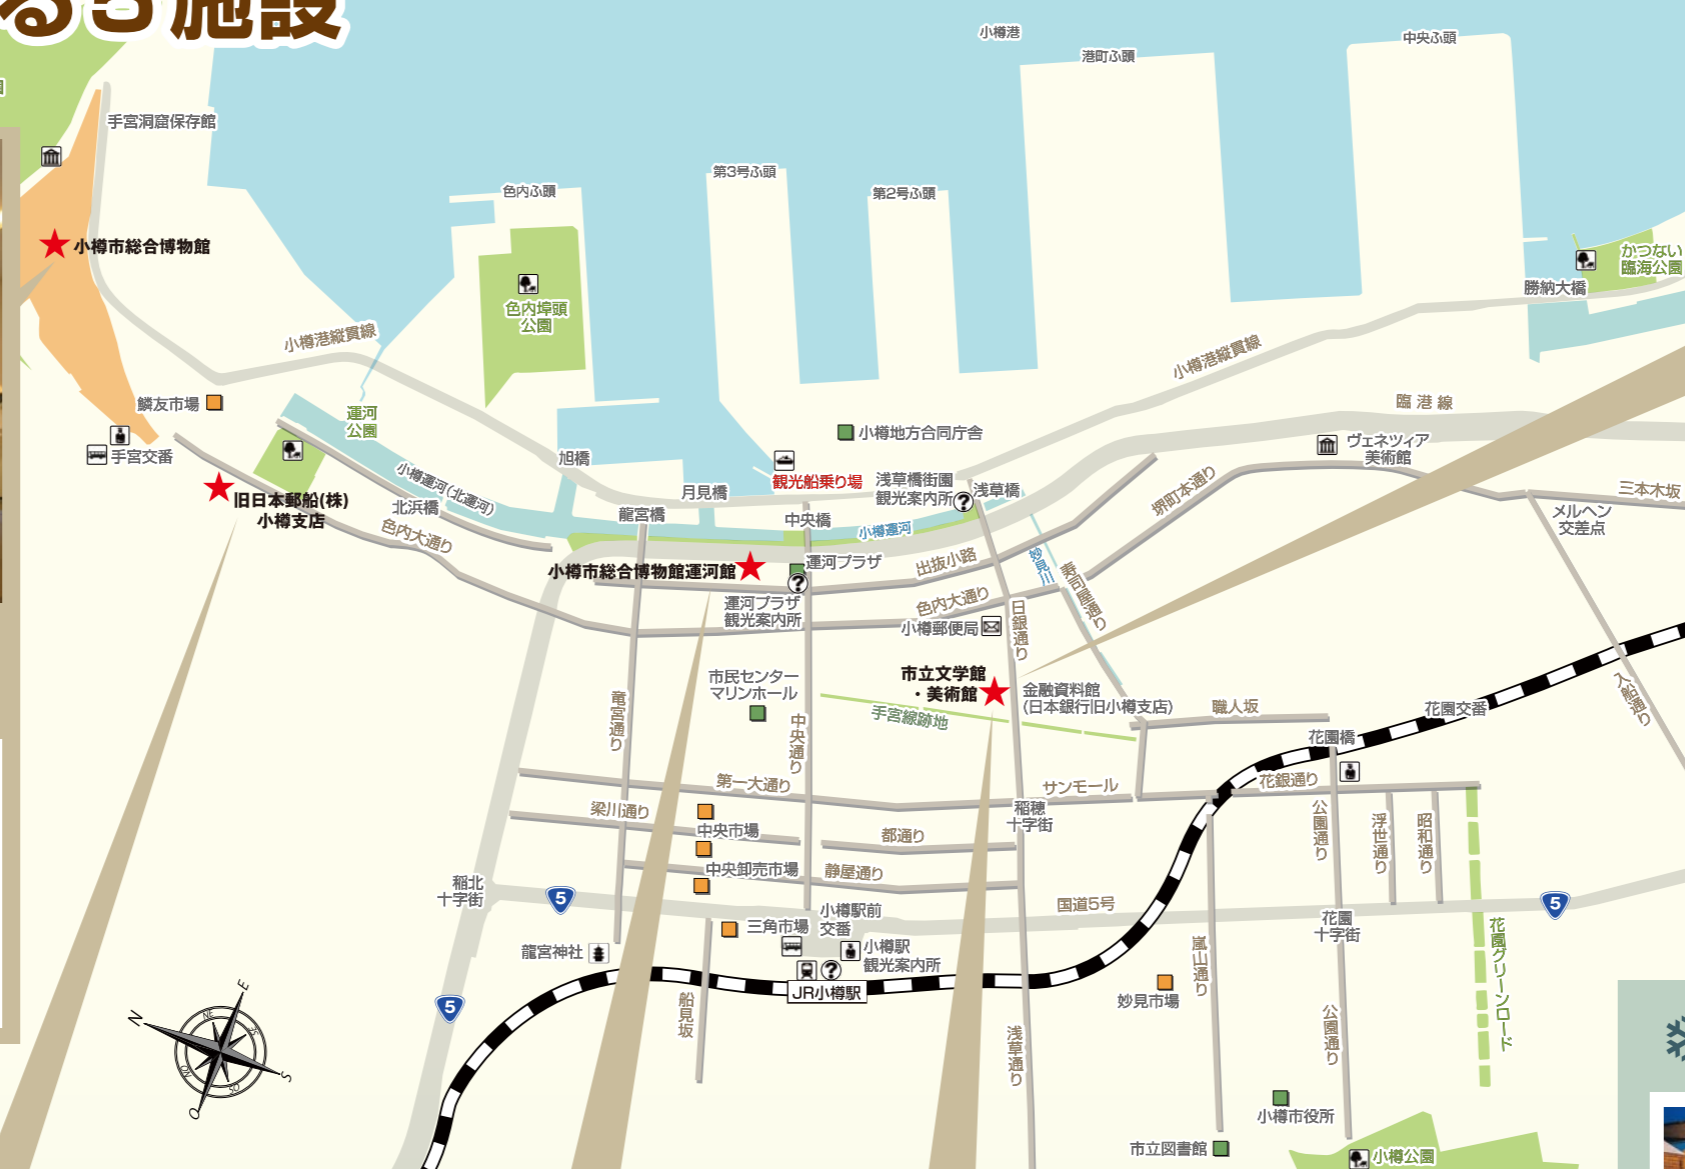 る5施設
小樽港
港町ふ頭
中央ふ頭
園
手宮洞窟保存館
第3号ふ頭
色内ふ頭
第2号ふ頭
小樽市総合博物館
かつない
臨海公園
勝納大橋
色内埠頭
公園
小樽港縦貫線
小樽港縦貫線
鱗友市場
運河
公園
臨港線
小樽地方合同庁舎
ヴェネツィア
美術館
手宮交番
旭橋
観光船乗り場
浅草橋街園
観光案内所
浅草橋
小樽運河(北運河)
月見橋
堺町本通り
三本木坂
旧日本郵船(株)
小樽支店
北浜橋
龍宮橋
中央橋
小樽運河
メルヘン
交差点
色内大通り
小樽市総合博物館運河館
運河プラザ
出抜小路
妙見川
寿司屋通り
運河プラザ
観光案内所
色内大通り
小樽郵便局
日銀通り
市民センター
マリンホール
市立文学館
・美術館
金融資料館
(日本銀行旧小樽支店)
竜宮通り
中央通り
手宮線跡地
職人坂
花園交番
入船通り
花園橋
第一大通り
サンモール
花銀通り
梁川通り
中央市場
都通り
稲穂
十字街
公園通り
浮世通り
昭和通り
中央卸売市場
静屋通り
稲北
十字街
5
小樽駅前
交番
国道5号
花園
十字街
5
三角市場
龍宮神社
小樽駅
観光案内所
嵐山通り
花園グリーンロード
JR小樽駅
5
船見坂
妙見市場
浅草通り
公園通り
N
NE
E
SE
S
SO
O
NO
小樽市役所
市立図書館
小樽公園